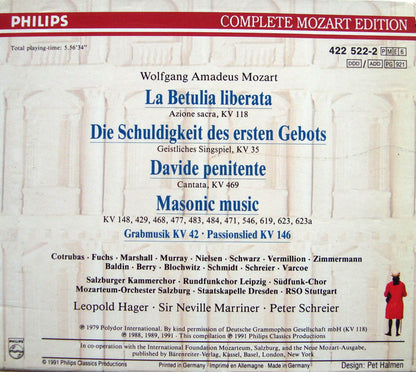 PHILIPS COMPLETE MOZART EDITION
Total playing-time: 5.56'34" 422 522-2 P M E 6
DDD / ADD PG 921
Wolfgang Amadeus Mozart
La Betulia liberata
Azione sacra, KV 118
Die Schuldigkeit des ersten Gebots
Geistliches Singspiel, KV 35
Davide penitente
Cantata, KV 469
Masonic music
KV 148, 429, 468, 477, 483, 484, 471, 546, 619, 623, 623a
Grabmusik KV 42 · Passionslied KV 146
Cotrubas · Fuchs · Marshall · Murray · Nielsen · Schwarz · Vermillion · Zimmermann
Baldin · Berry · Blochwitz · Schmidt · Schreier · Varcoe
Salzburger Kammerchor · Rundfunkchor Leipzig · Südfunk-Chor
Mozarteum-Orchester Salzburg · Staatskapelle Dresden · RSO Stuttgart
Leopold Hager · Sir Neville Marriner · Peter Schreier
℗ 1979 Polydor International. By kind permission of Deutsche Grammophon Gesellschaft mbH (KV 118)
℗ 1988, 1989, 1991 · This compilation ℗ 1991 Philips Classics Productions
In co-operation with the International Foundation Mozarteum, Salzburg, and the Neue Mozart-Ausgabe,
published by Bärenreiter-Verlag, Kassel, Basel, London, New York
PHILIPS
© 1991 Philips Classics Productions Printed in Germany / Imprimé en Allemagne Made in Germany Design: Pet Halmen